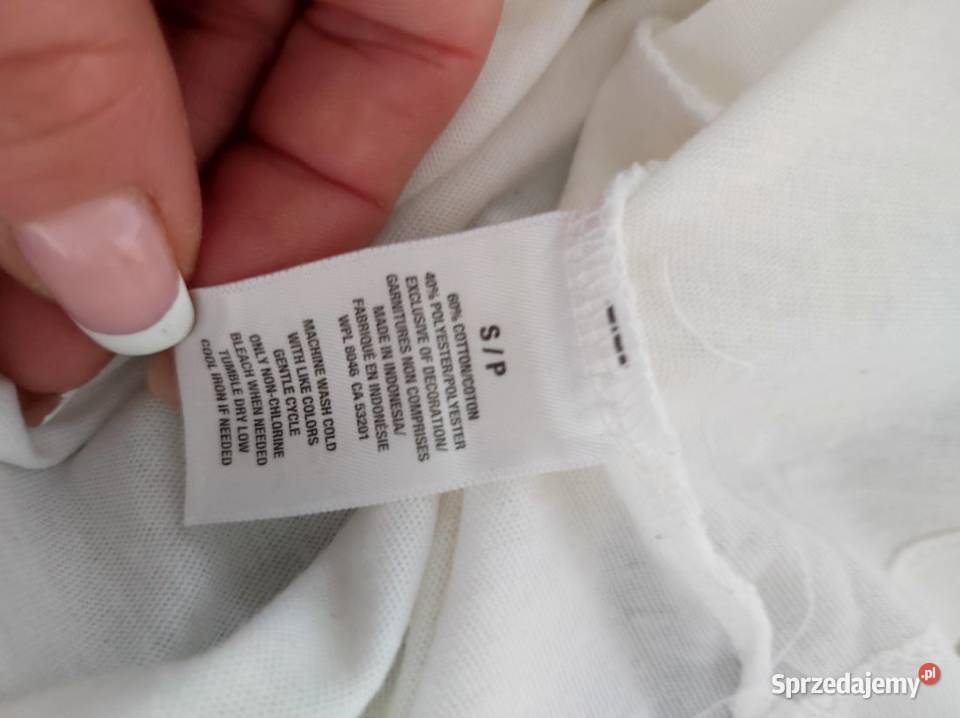 S / P
60% COTTON/COTON
40% POLYESTER/POLYESTER
EXCLUSIVE OF DECORATION/
GARNITURES NON COMPRISES
MADE IN INDONESIA/
FABRIQUÉ EN INDONÉSIE
WPL 8046 CA 53201
MACHINE WASH COLD
WITH LIKE COLORS
GENTLE CYCLE
ONLY NON-CHLORINE
BLEACH WHEN NEEDED
TUMBLE DRY LOW
COOL IRON IF NEEDED
Sprzedajemy.pl